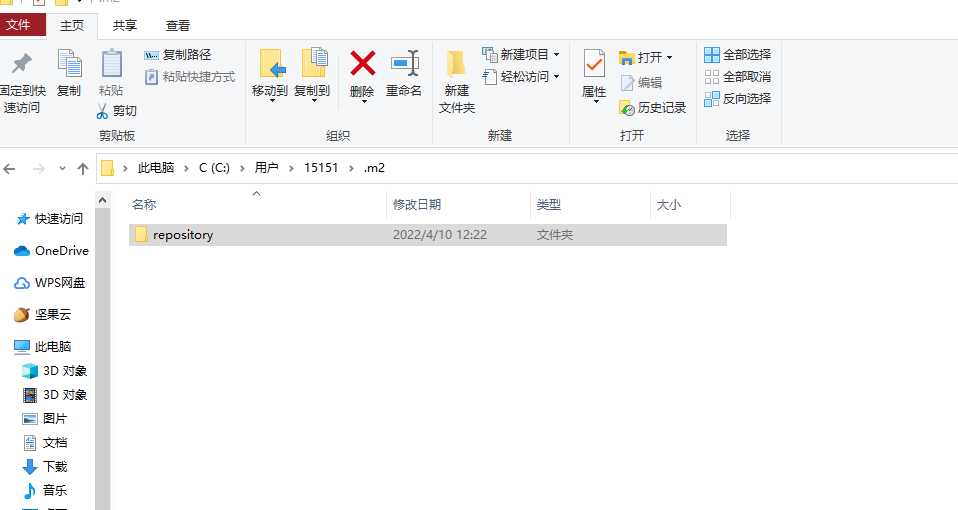 文件 主页 共享 查看
固定到快速访问
复制
粘贴
复制路径
粘贴快捷方式
剪切
剪贴板
移动到
复制到
删除
重命名
组织
新建
文件夹
新建项目
轻松访问
新建
属性
打开
编辑
历史记录
打开
全部选择
全部取消
反向选择
选择
此电脑 C (C:) 用户 15151 .m2
名称 修改日期 类型 大小
repository 2022/4/10 12:22 文件夹
快速访问
OneDrive
WPS网盘
坚果云
此电脑
3D 对象
3D 对象
图片
文档
下载
音乐